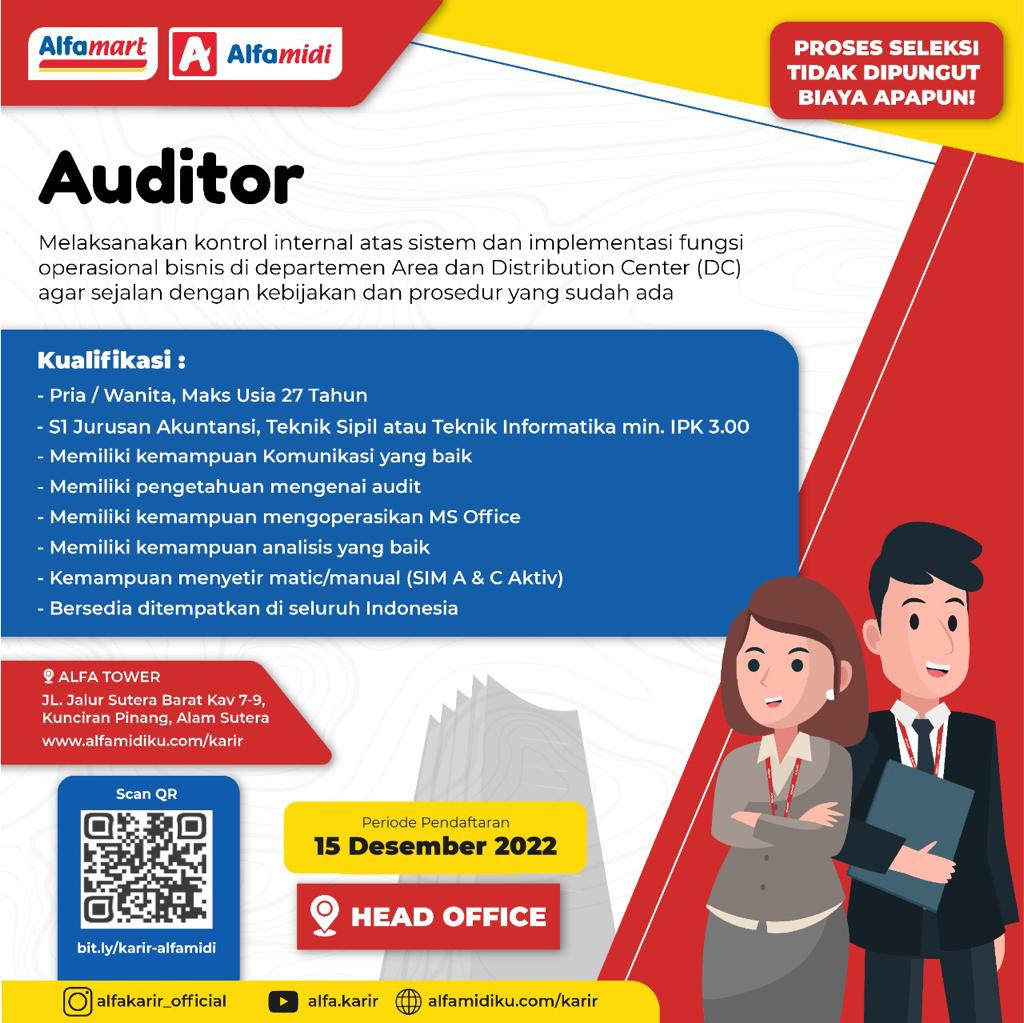 Alfamart
Alfamidi
PROSES SELEKSI
TIDAK DIPUNGUT
BIAYA APAPUN!
Auditor
Melaksanakan kontrol internal atas sistem dan implementasi fungsi
operasional bisnis di departemen Area dan Distribution Center (DC)
agar sejalan dengan kebijakan dan prosedur yang sudah ada
Kualifikasi :
- Pria / Wanita, Maks Usia 27 Tahun
- S1 Jurusan Akuntansi, Teknik Sipil atau Teknik Informatika min. IPK 3.00
- Memiliki kemampuan Komunikasi yang baik
- Memiliki pengetahuan mengenai audit
- Memiliki kemampuan mengoperasikan MS Office
- Memiliki kemampuan analisis yang baik
- Kemampuan menyetir matic/manual (SIM A & C Aktiv)
- Bersedia ditempatkan di seluruh Indonesia
ALFA TOWER
JL. Jalur Sutera Barat Kav 7-9,
Kunciran Pinang, Alam Sutera
www.alfamidiku.com/karir
Scan QR
bit.ly/karir-alfamidi
Periode Pendaftaran
15 Desember 2022
HEAD OFFICE
alfakarir_official
alfa.karir
alfamidiku.com/karir